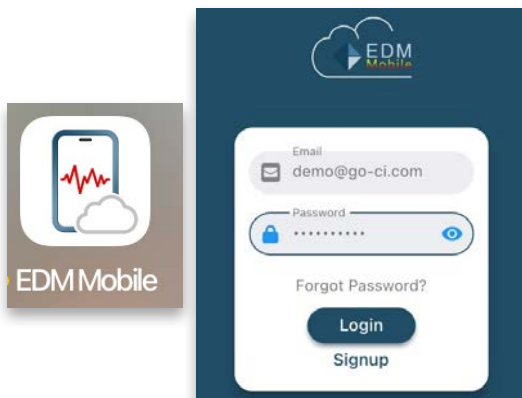 EDM Mobile
EDM
Mobile
Email
demo@go-ci.com
Password
••••••••••
Forgot Password?
Login
Signup